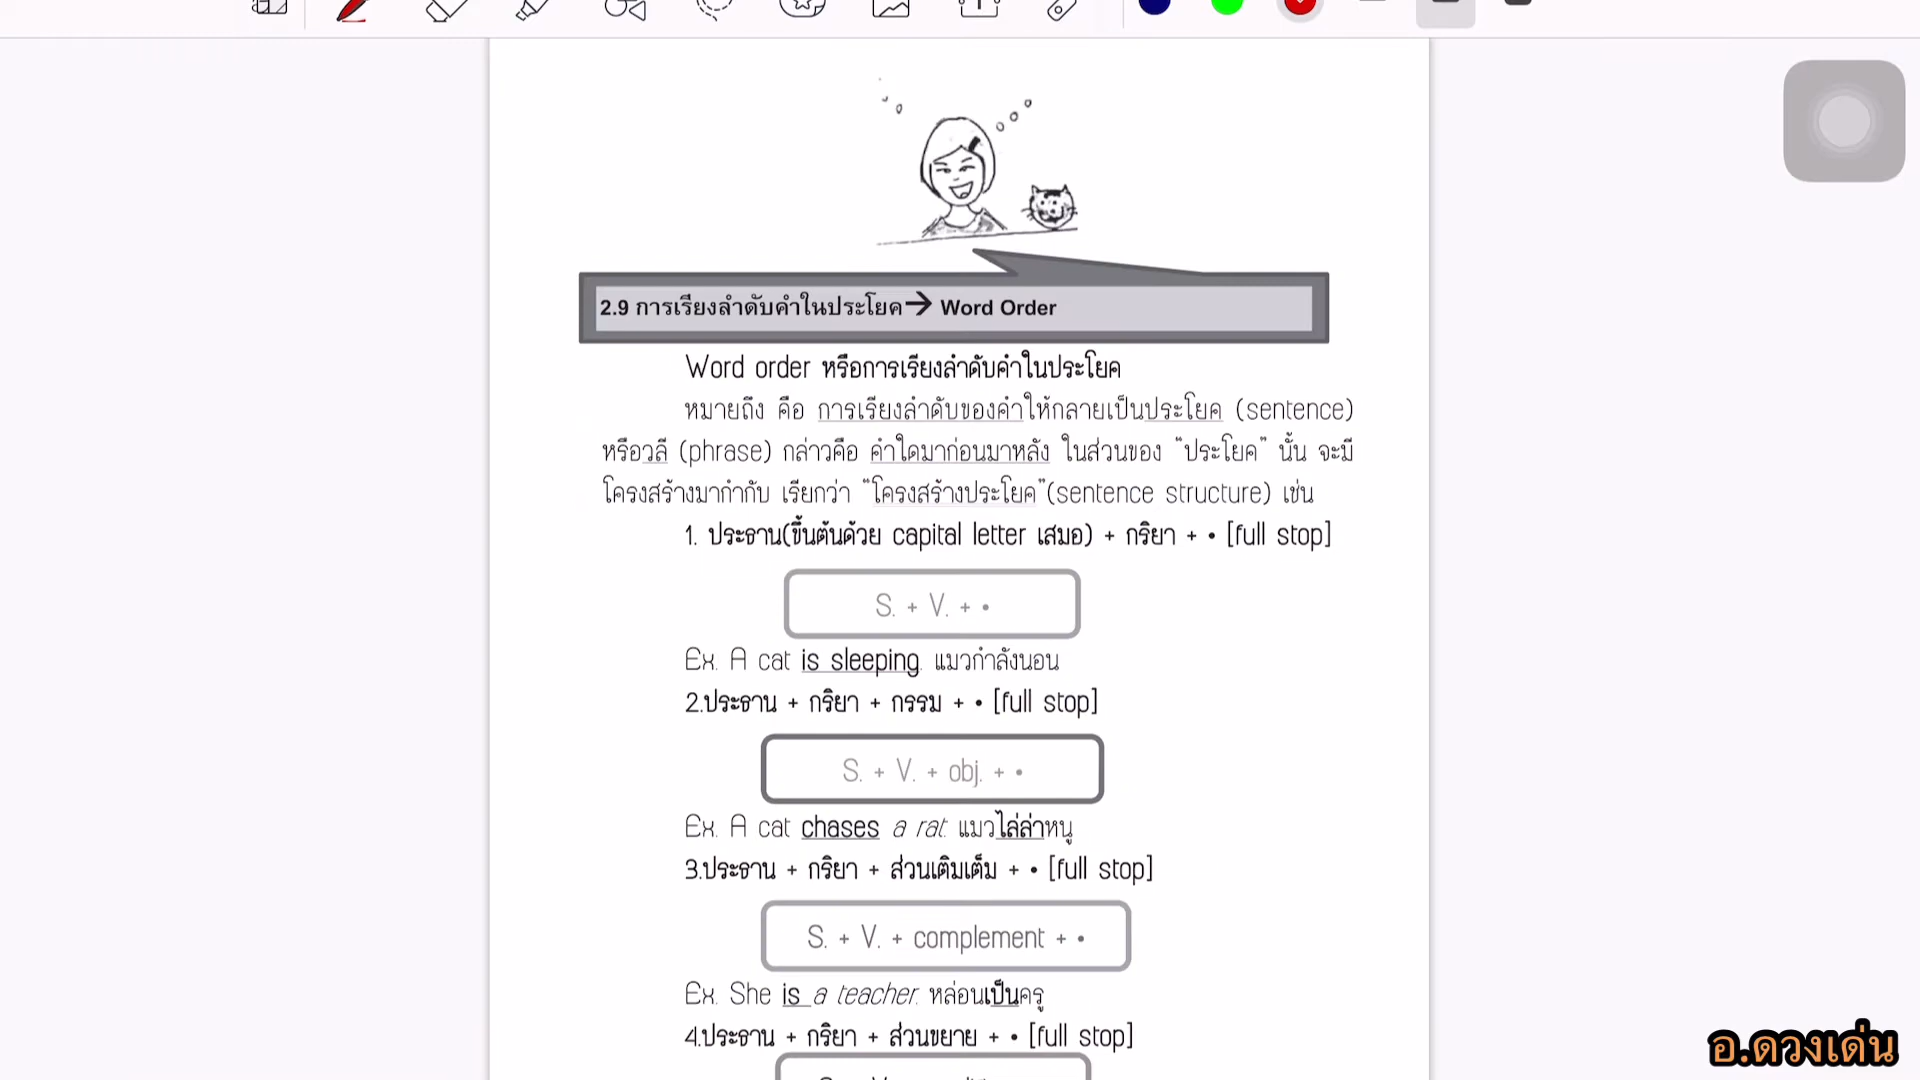 2.9 การเรียงลำดับคำในประโยค→ Word Order
Word order หรือการเรียงลำดับคำในประโยค
หมายถึง คือ การเรียงลำดับของคำให้กลายเป็นประโยค (sentence)
หรือวลี (phrase) กล่าวคือ คำใดมาก่อนมาหลัง ในส่วนของ “ประโยค” นั้น จะมี
โครงสร้างมากำกับ เรียกว่า “โครงสร้างประโยค”(sentence structure) เช่น
1. ประธาน(ขึ้นต้นด้วย capital letter เสมอ) + กริยา + • [full stop]
S. + V. + •
Ex. A cat is sleeping. แมวกำลังนอน
2.ประธาน + กริยา + กรรม + • [full stop]
S. + V. + obj. + •
Ex. A cat chases a rat. แมวไล่ล่าหนู
3.ประธาน + กริยา + ส่วนเติมเต็ม + • [full stop]
S. + V. + complement + •
Ex. She is a teacher. หล่อนเป็นครู
4.ประธาน + กริยา + ส่วนขยาย + • [full stop]
อ.ดวงเด่น